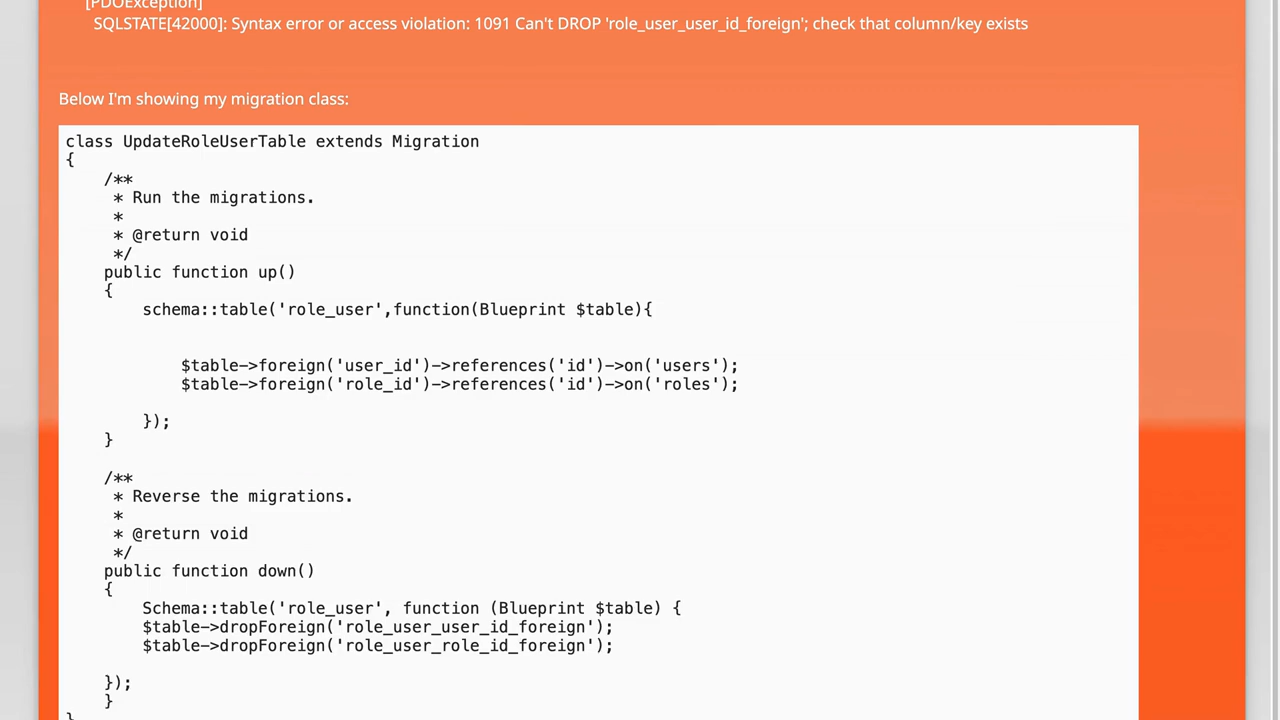 [PDOException]
SQLSTATE[42000]: Syntax error or access violation: 1091 Can't DROP 'role_user_user_id_foreign'; check that column/key exists
Below I'm showing my migration class:
class UpdateRoleUserTable extends Migration
{
/**
* Run the migrations.
*
* @return void
*/
public function up()
{
schema::table('role_user',function(Blueprint $table){
$table->foreign('user_id')->references('id')->on('users');
$table->foreign('role_id')->references('id')->on('roles');
});
}
/**
* Reverse the migrations.
*
* @return void
*/
public function down()
{
Schema::table('role_user', function (Blueprint $table) {
$table->dropForeign('role_user_user_id_foreign');
$table->dropForeign('role_user_role_id_foreign');
});
}
}